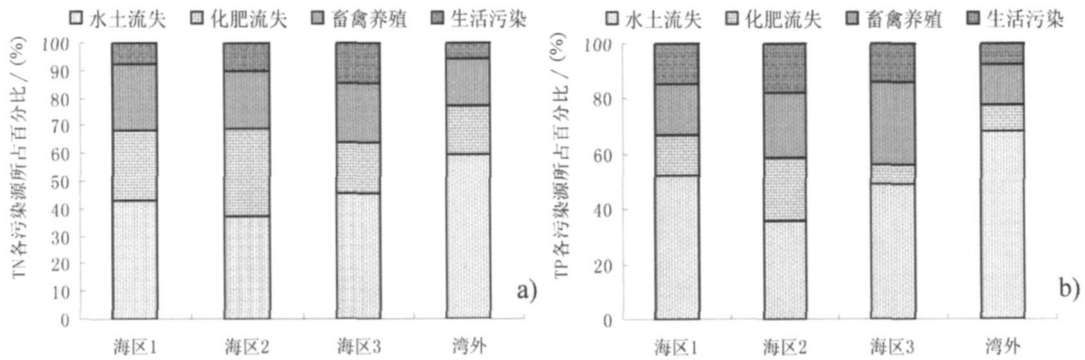 水土流失 化肥流失 畜禽养殖 生活污染
TN各污染源所占百分比/(%)
100
90
80
70
60
50
40
30
20
10
0
海区1 海区2 海区3 湾外
a)
水土流失 化肥流失 畜禽养殖 生活污染
TP各污染源所占百分比/(%)
100
80
60
40
20
0
海区1 海区2 海区3 湾外
b)